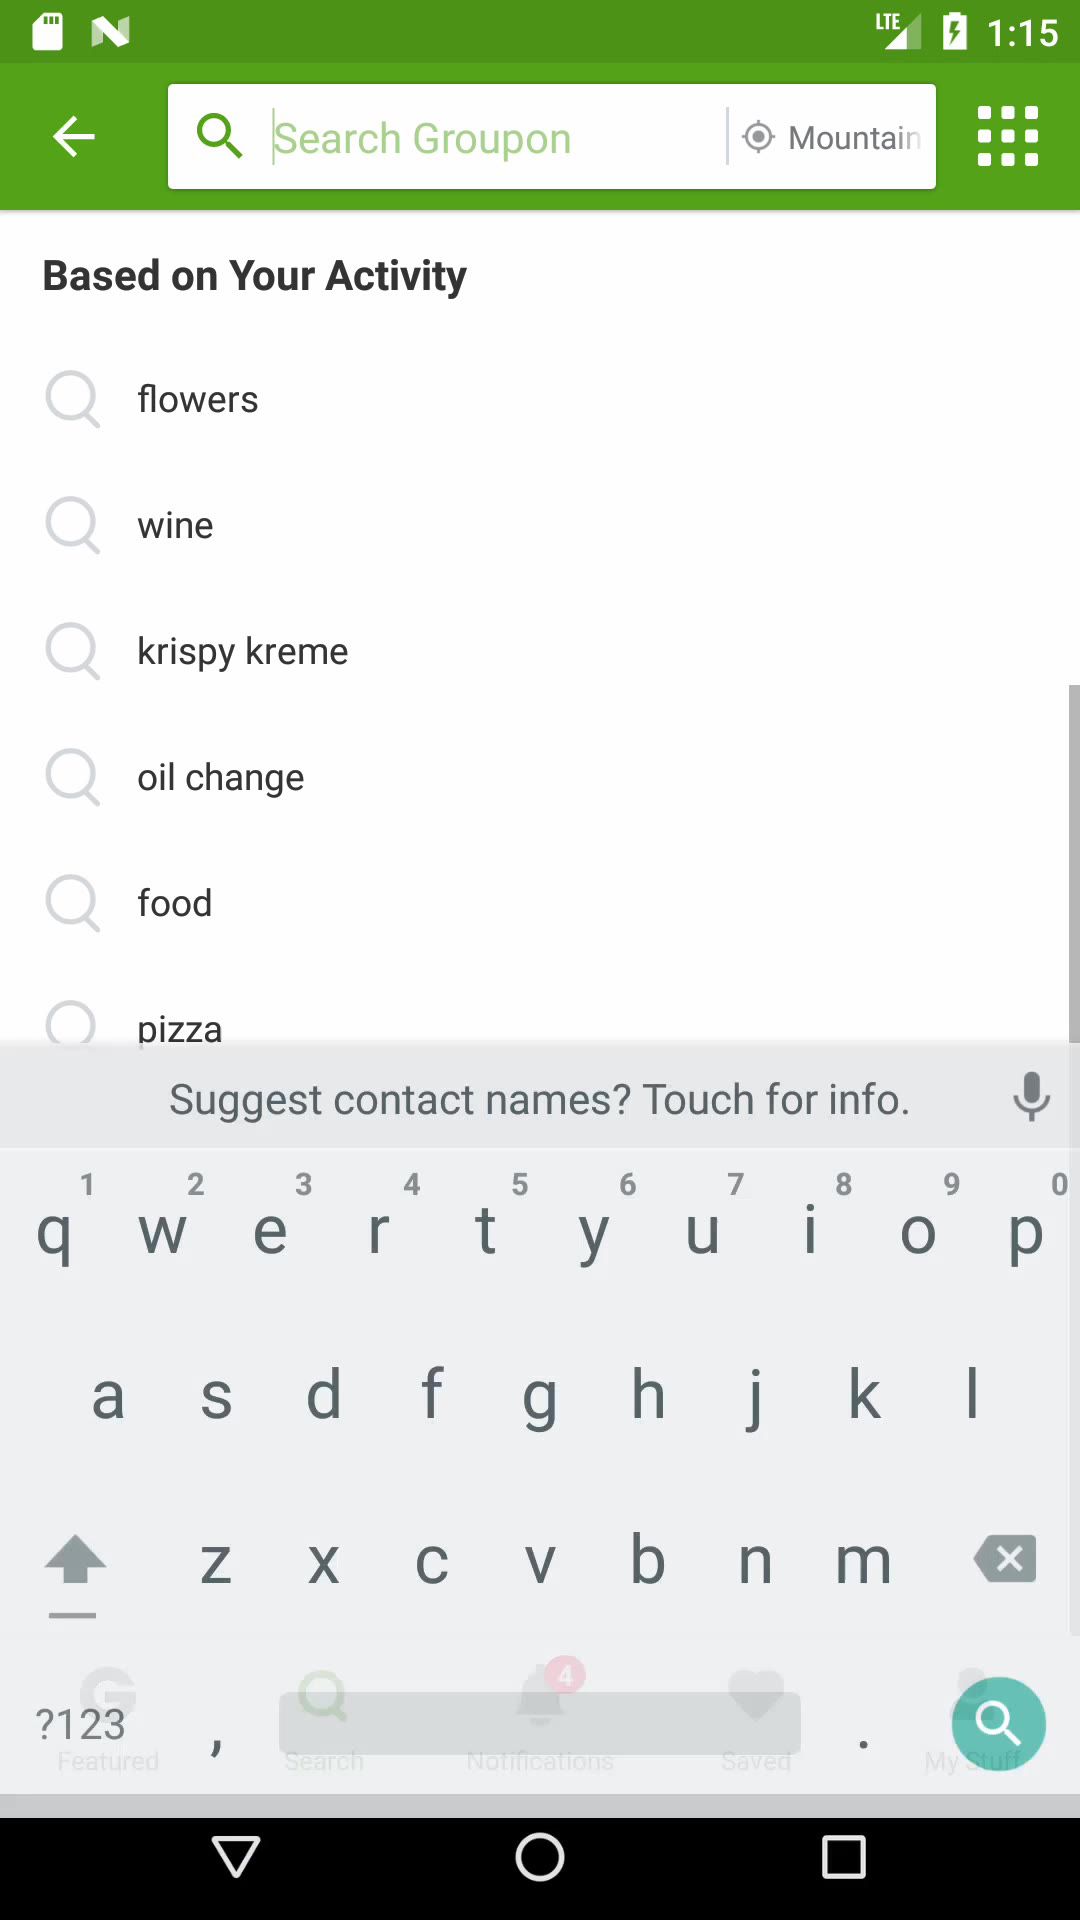 LTE 1:15
Search Groupon Mountain
Based on Your Activity
flowers
wine
krispy kreme
oil change
food
pizza
Suggest contact names? Touch for info.
1 2 3 4 5 6 7 8 9 0
q w e r t y u i o p
a s d f g h j k l
z x c v b n m
4
?123 , .
Featured Search Notifications Saved My Stuff